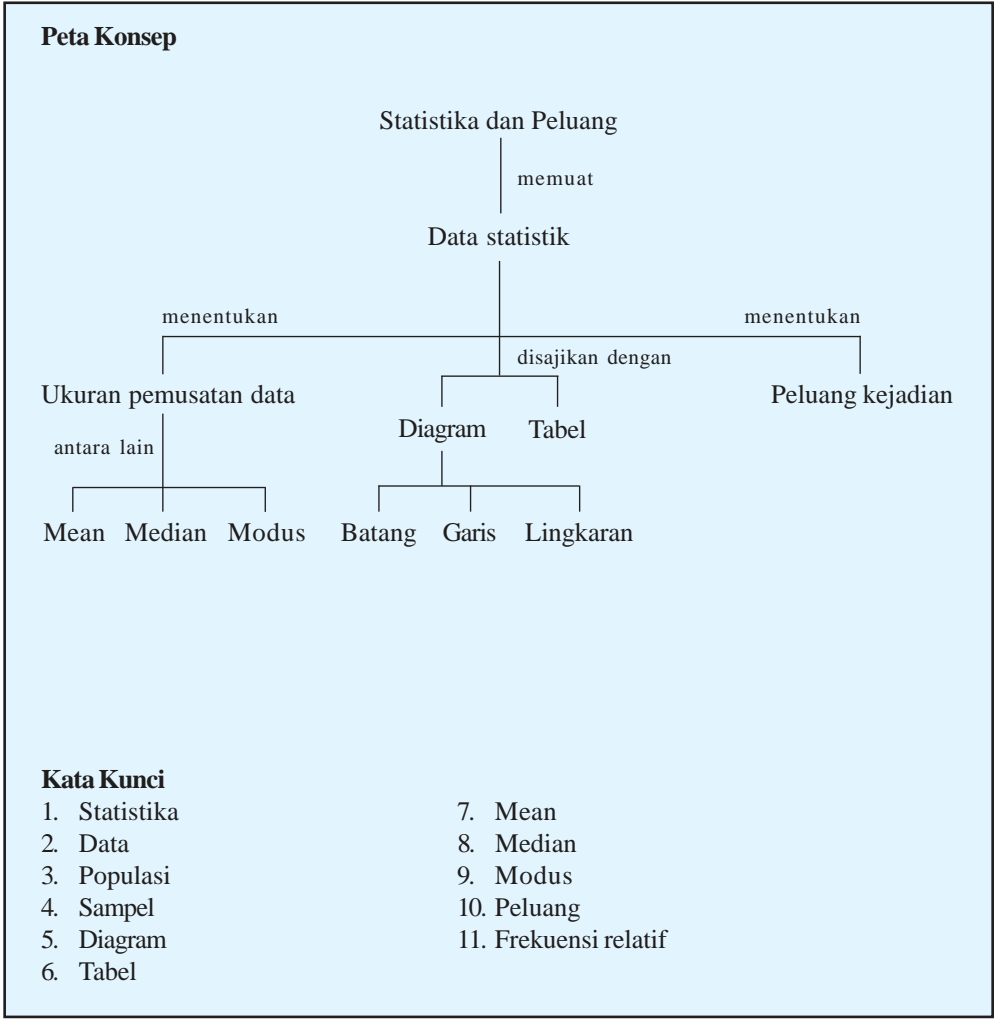 Peta Konsep
Statistika dan Peluang
memuat
Data statistik
menentukan
menentukan
disajikan dengan
Ukuran pemusatan data
Peluang kejadian
Diagram
Tabel
antara lain
Mean Median Modus
Batang Garis Lingkaran
Kata Kunci
1. Statistika
2. Data
3. Populasi
4. Sampel
5. Diagram
6. Tabel
7. Mean
8. Median
9. Modus
10. Peluang
11. Frekuensi relatif